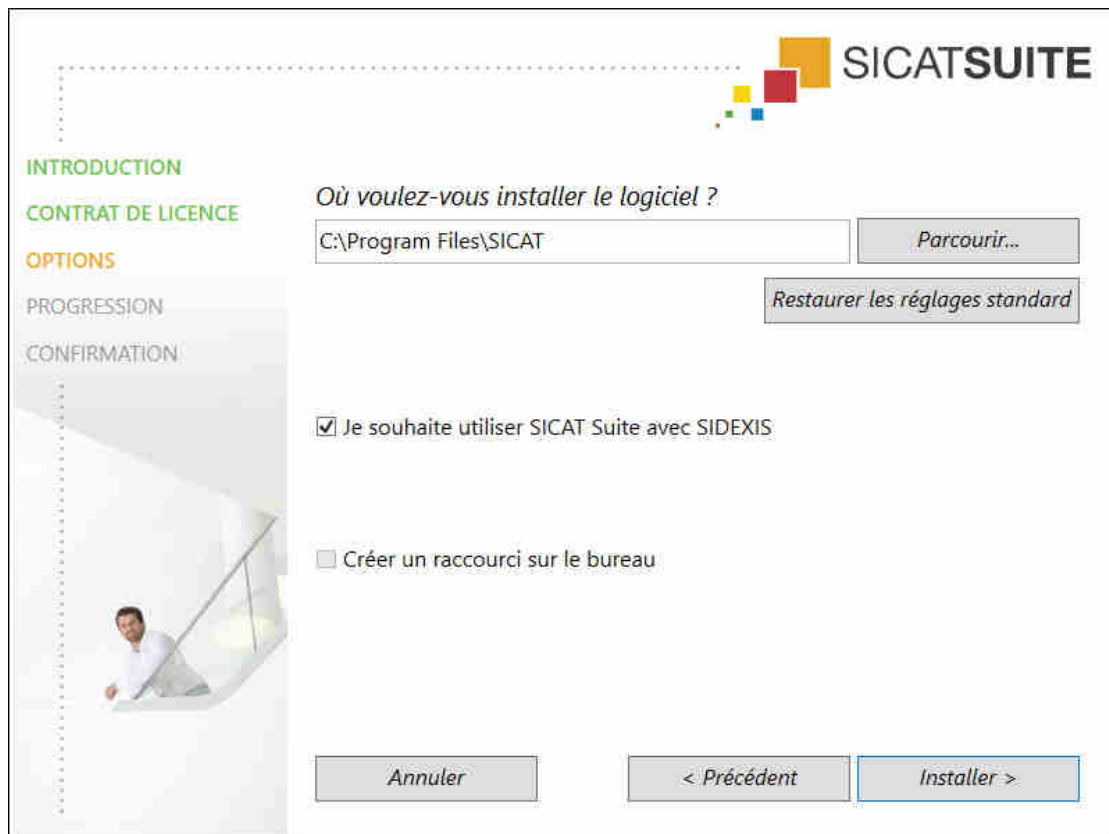 SICATSUITE
INTRODUCTION
CONTRAT DE LICENCE
OPTIONS
PROGRESSION
CONFIRMATION
Où voulez-vous installer le logiciel ?
C:\Program Files\SICAT
Parcourir...
Restaurer les réglages standard
Je souhaite utiliser SICAT Suite avec SIDEXIS
Créer un raccourci sur le bureau
Annuler
< Précédent
Installer >